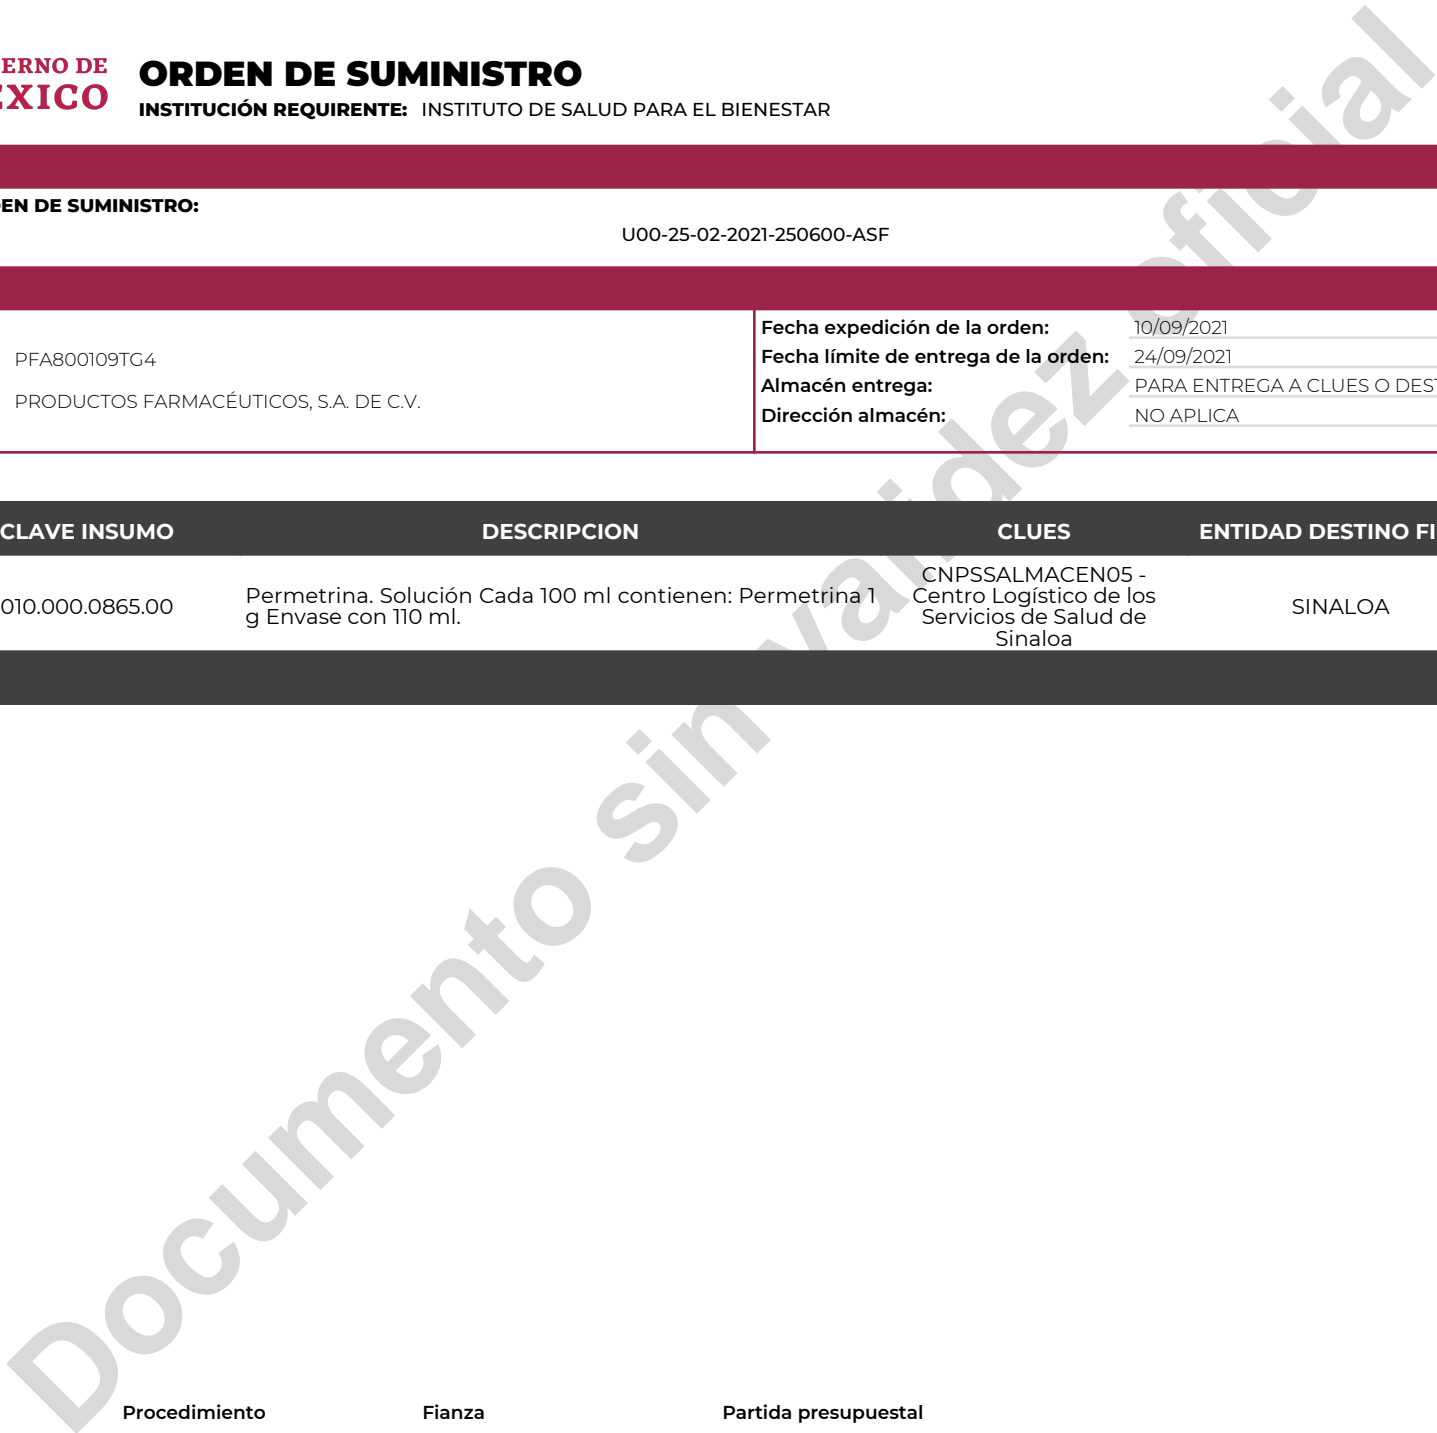 ERNO DE
EXICO
ORDEN DE SUMINISTRO
INSTITUCIÓN REQUIRENTE: INSTITUTO DE SALUD PARA EL BIENESTAR
EN DE SUMINISTRO:
U00-25-02-2021-250600-ASF
PFA800109TG4
PRODUCTOS FARMACÉUTICOS, S.A. DE C.V.
Fecha expedición de la orden: 10/09/2021
Fecha límite de entrega de la orden: 24/09/2021
Almacén entrega: PARA ENTREGA A CLUES O DEST
Dirección almacén: NO APLICA
CLAVE INSUMO DESCRIPCION CLUES ENTIDAD DESTINO FI
010.000.0865.00
Permetrina. Solución Cada 100 ml contienen: Permetrina 1
g Envase con 110 ml.
CNPSSALMACEN05 -
Centro Logístico de los
Servicios de Salud de
Sinaloa
SINALOA
Documento sin validez oficial
Procedimiento Fianza Partida presupuestal